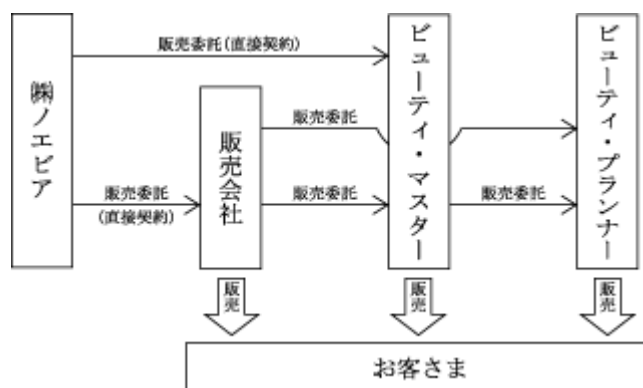 ㈱ノエビア
販売委託(直接契約)
販売委託
(直接契約)
販売会社
販売委託
販売委託
ビューティ・マスター
販売委託
ビューティ・プランナー
販売
販売
販売
お客さま